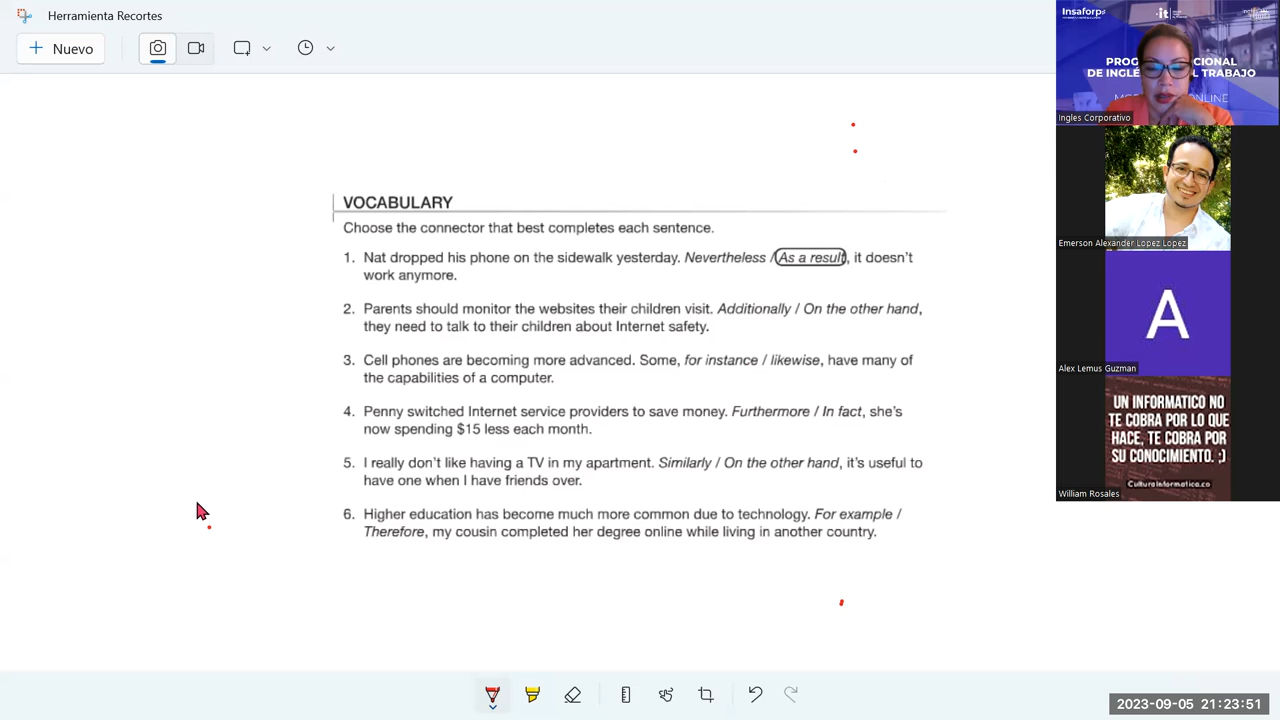 Herramienta Recortes
Nuevo
VOCABULARY
Choose the connector that best completes each sentence.
1. Nat dropped his phone on the sidewalk yesterday. Nevertheless / As a result, it doesn't
work anymore.
2. Parents should monitor the websites their children visit. Additionally / On the other hand,
they need to talk to their children about Internet safety.
3. Cell phones are becoming more advanced. Some, for instance / likewise, have many of
the capabilities of a computer.
4. Penny switched Internet service providers to save money. Furthermore / In fact, she's
now spending $15 less each month.
5. I really don't like having a TV in my apartment. Similarly / On the other hand, it's useful to
have one when I have friends over.
6. Higher education has become much more common due to technology. For example /
Therefore, my cousin completed her degree online while living in another country.
Insaforp
Ingles Corporativo
Emerson Alexander Lopez Lopez
A
Alex Lemus Guzman
UN INFORMATICO NO
TE COBRA POR LO QUE
HACE, TE COBRA POR
SU CONOCIMIENTO. ;)
CulturaInformatica.co
William Rosales
2023-09-05 21:23:51